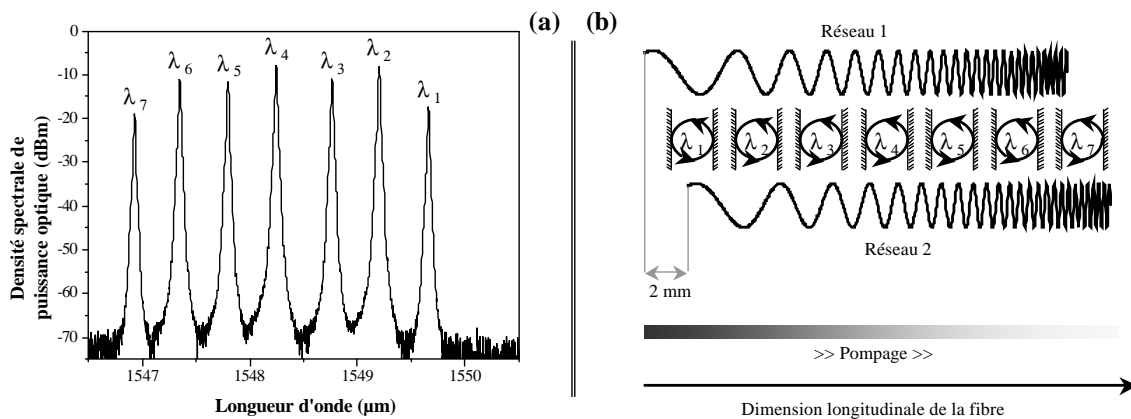 (a)
Densité spectrale de
puissance optique (dBm)
0
-10
-20
-30
-40
-50
-60
-70
λ7
λ6
λ5
λ4
λ3
λ2
λ1
1547
1548
1549
1550
Longueur d'onde (µm)
(b)
Réseau 1
λ1
λ2
λ3
λ4
λ5
λ6
λ7
Réseau 2
2 mm
>> Pompage >>
Dimension longitudinale de la fibre